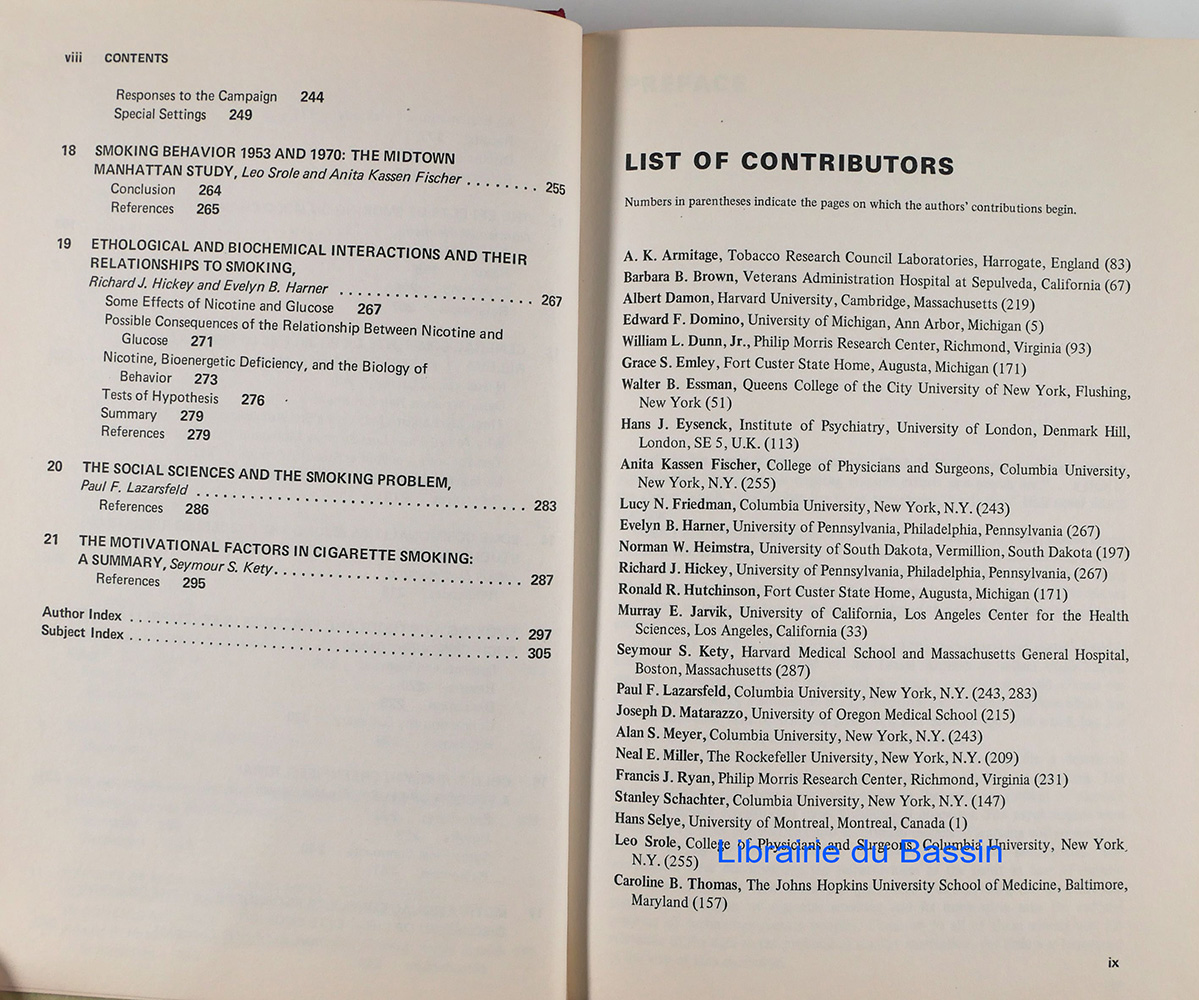 viii CONTENTS
Responses to the Campaign 244
Special Settings 249
18 SMOKING BEHAVIOR 1953 AND 1970: THE MIDTOWN
MANHATTAN STUDY, Leo Srole and Anita Kassen Fischer ........ 255
Conclusion 264
References 265
19 ETHOLOGICAL AND BIOCHEMICAL INTERACTIONS AND THEIR
RELATIONSHIPS TO SMOKING,
Richard J. Hickey and Evelyn B. Harner ...................... 267
Some Effects of Nicotine and Glucose 267
Possible Consequences of the Relationship Between Nicotine and
Glucose 271
Nicotine, Bioenergetic Deficiency, and the Biology of
Behavior 273
Tests of Hypothesis 276
Summary 279
References 279
20 THE SOCIAL SCIENCES AND THE SMOKING PROBLEM,
Paul F. Lazarsfeld ..................................... 283
References 286
21 THE MOTIVATIONAL FACTORS IN CIGARETTE SMOKING:
A SUMMARY, Seymour S. Kety ............................ 287
References 295
Author Index ............................................ 297
Subject Index ............................................ 305
PREFACE
LIST OF CONTRIBUTORS
Numbers in parentheses indicate the pages on which the authors' contributions begin.
A. K. Armitage, Tobacco Research Council Laboratories, Harrogate, England (83)
Barbara B. Brown, Veterans Administration Hospital at Sepulveda, California (67)
Albert Damon, Harvard University, Cambridge, Massachusetts (219)
Edward F. Domino, University of Michigan, Ann Arbor, Michigan (5)
William L. Dunn, Jr., Philip Morris Research Center, Richmond, Virginia (93)
Grace S. Emley, Fort Custer State Home, Augusta, Michigan (171)
Walter B. Essman, Queens College of the City University of New York, Flushing,
New York (51)
Hans J. Eysenck, Institute of Psychiatry, University of London, Denmark Hill,
London, SE 5, U.K. (113)
Anita Kassen Fischer, College of Physicians and Surgeons, Columbia University,
New York, N.Y. (255)
Lucy N. Friedman, Columbia University, New York, N.Y. (243)
Evelyn B. Harner, University of Pennsylvania, Philadelphia, Pennsylvania (267)
Norman W. Heimstra, University of South Dakota, Vermillion, South Dakota (197)
Richard J. Hickey, University of Pennsylvania, Philadelphia, Pennsylvania, (267)
Ronald R. Hutchinson, Fort Custer State Home, Augusta, Michigan (171)
Murray E. Jarvik, University of California, Los Angeles Center for the Health
Sciences, Los Angeles, California (33)
Seymour S. Kety, Harvard Medical School and Massachusetts General Hospital,
Boston, Massachusetts (287)
Paul F. Lazarsfeld, Columbia University, New York, N.Y. (243, 283)
Joseph D. Matarazzo, University of Oregon Medical School (215)
Alan S. Meyer, Columbia University, New York, N.Y. (243)
Neal E. Miller, The Rockefeller University, New York, N.Y. (209)
Francis J. Ryan, Philip Morris Research Center, Richmond, Virginia (231)
Stanley Schachter, Columbia University, New York, N.Y. (147)
Hans Selye, University of Montreal, Montreal, Canada (1)
Leo Srole, College of Physicians and Surgeons, Columbia University, New York
N.Y. (255)
Librairie du Bassin
Caroline B. Thomas, The Johns Hopkins University School of Medicine, Baltimore,
Maryland (157)
ix